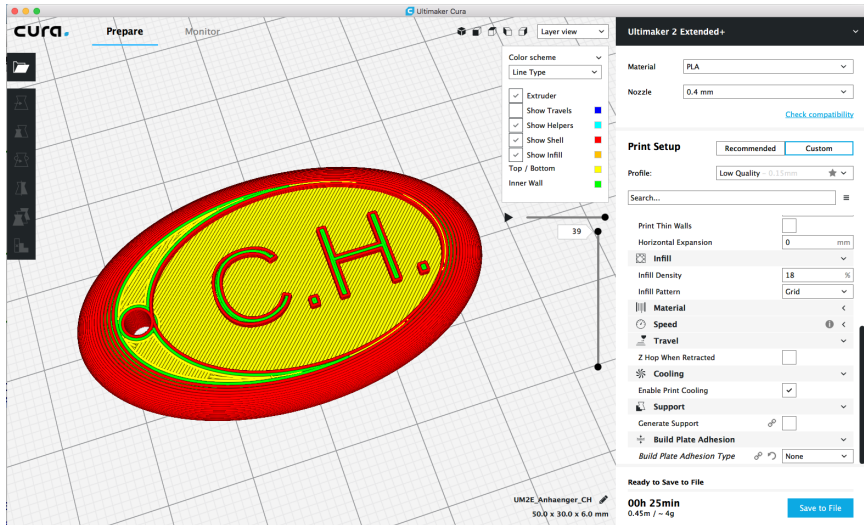 Ultimaker Cura
cura.
Prepare
Monitor
Layer view
Ultimaker 2 Extended+
Color scheme
Line Type
Extruder
Show Travels
Show Helpers
Show Shell
Show Infill
Top / Bottom
Inner Wall
39
C.H.
UM2E_Anhaenger_CH
50.0 x 30.0 x 6.0 mm
Material PLA
Nozzle 0.4 mm
Check compatibility
Print Setup Recommended Custom
Profile: Low Quality - 0.15mm
Search...
Print Thin Walls
Horizontal Expansion 0 mm
Infill
Infill Density 18 %
Infill Pattern Grid
Material
Speed
Travel
Z Hop When Retracted
Cooling
Enable Print Cooling
Support
Generate Support
Build Plate Adhesion
Build Plate Adhesion Type None
Ready to Save to File
00h 25min
0.45m / ~ 4g
Save to File